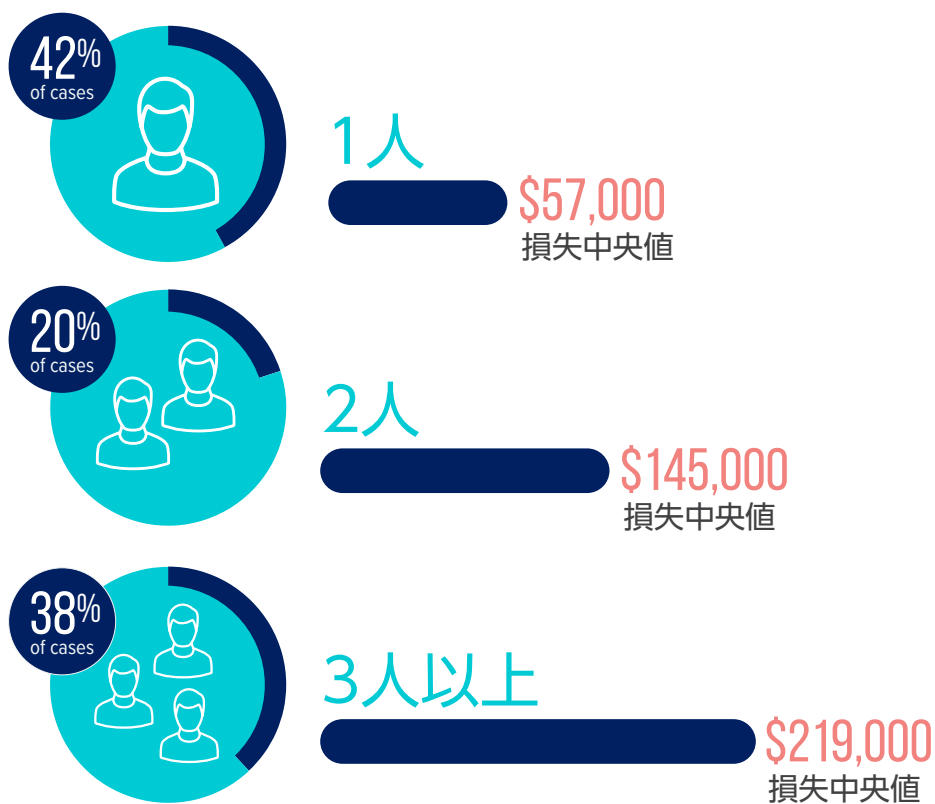 42%
of cases
1人
$57,000
損失中央値
20%
of cases
2人
$145,000
損失中央値
38%
of cases
3人以上
$219,000
損失中央値